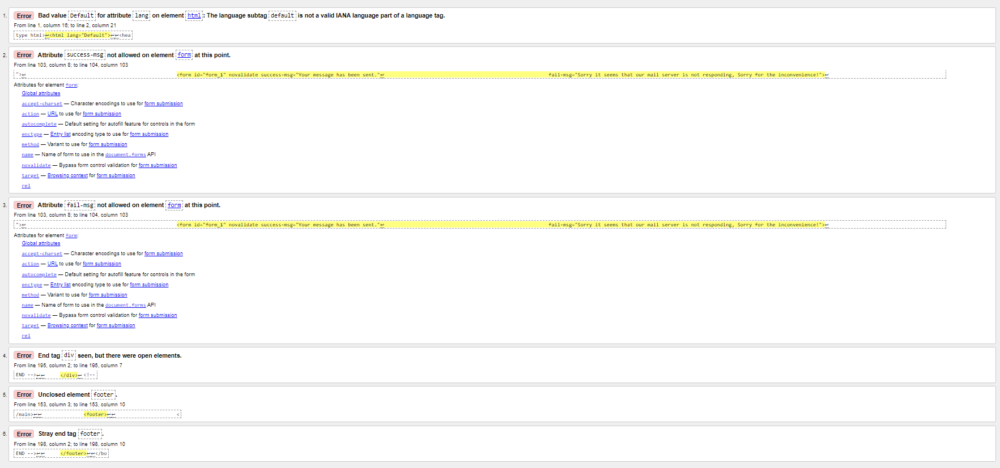 1. Error Bad value Default for attribute lang on element html: The language subtag default is not a valid IANA language part of a language tag.
From line 1, column 16; to line 2, column 21
type html>↩<html lang="Default">↩↩<hea
2. Error Attribute success-msg not allowed on element form at this point.
From line 103, column 8; to line 104, column 103
">↩ <form id="form_1" novalidate success-msg="Your message has been sent."↩ fail-msg="Sorry it seems that our mail server is not responding, Sorry for the inconvenience!">↩
Attributes for element form:
Global attributes
accept-charset — Character encodings to use for form submission
action — URL to use for form submission
autocomplete — Default setting for autofill feature for controls in the form
enctype — Entry list encoding type to use for form submission
method — Variant to use for form submission
name — Name of form to use in the document.forms API
novalidate — Bypass form control validation for form submission
target — Browsing context for form submission
rel
3. Error Attribute fail-msg not allowed on element form at this point.
From line 103, column 8; to line 104, column 103
">↩ <form id="form_1" novalidate success-msg="Your message has been sent."↩ fail-msg="Sorry it seems that our mail server is not responding, Sorry for the inconvenience!">↩
Attributes for element form:
Global attributes
accept-charset — Character encodings to use for form submission
action — URL to use for form submission
autocomplete — Default setting for autofill feature for controls in the form
enctype — Entry list encoding type to use for form submission
method — Variant to use for form submission
name — Name of form to use in the document.forms API
novalidate — Bypass form control validation for form submission
target — Browsing context for form submission
rel
4. Error End tag div seen, but there were open elements.
From line 195, column 2; to line 195, column 7
END -->↩↩ </div>↩ <!--
5. Error Unclosed element footer.
From line 153, column 3; to line 153, column 10
/main>↩↩ <footer>↩↩ <
6. Error Stray end tag footer.
From line 198, column 2; to line 198, column 10
END -->↩↩ </footer>↩↩</bo